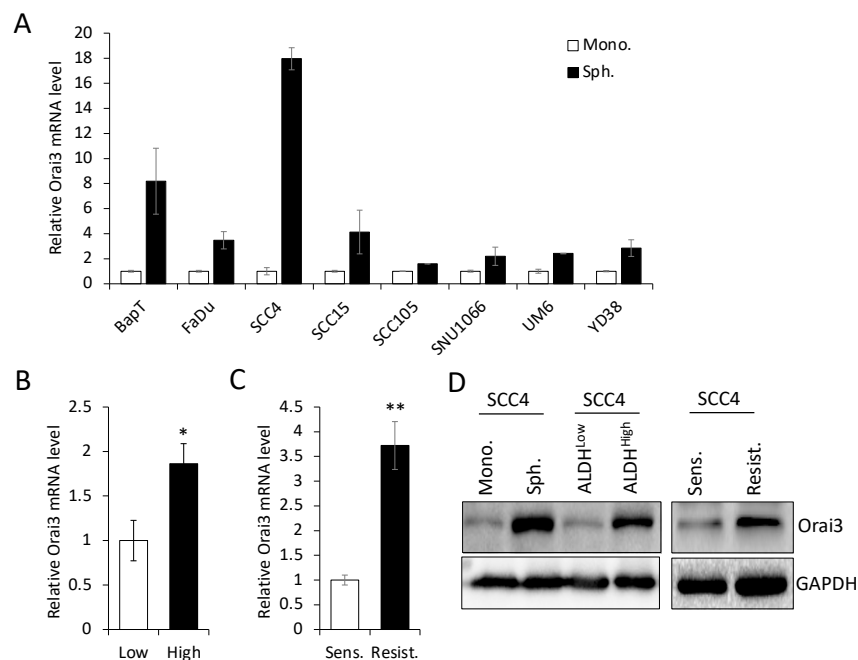 A
Relative Orai3 mRNA level
20
18
16
14
12
10
8
6
4
2
0
Mono.
Sph.
BapT
FaDu
SCC4
SCC15
SCC105
SNU1066
UM6
YD38
B
Relative Orai3 mRNA level
2.5
2
1.5
1
0.5
0
*
Low
High
C
Relative Orai3 mRNA level
4.5
4
3.5
3
2.5
2
1.5
1
0.5
0
**
Sens.
Resist.
D
SCC4
SCC4
SCC4
Mono.
Sph.
ALDHLow
ALDHHigh
Sens.
Resist.
Orai3
GAPDH